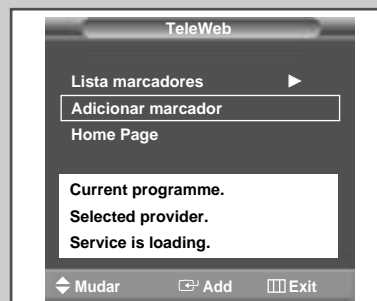 TeleWeb
Lista marcadores
Adicionar marcador
Home Page
Current programme.
Selected provider.
Service is loading.
Mudar Add Exit